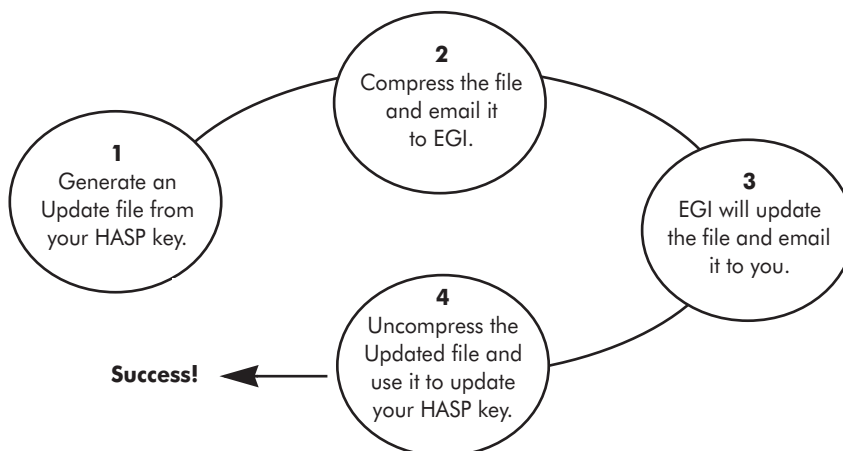 1
Generate an
Update file from
your HASP key.
2
Compress the file
and email it
to EGI.
3
EGI will update
the file and email
it to you.
4
Uncompress the
Updated file and
use it to update
your HASP key.
Success!